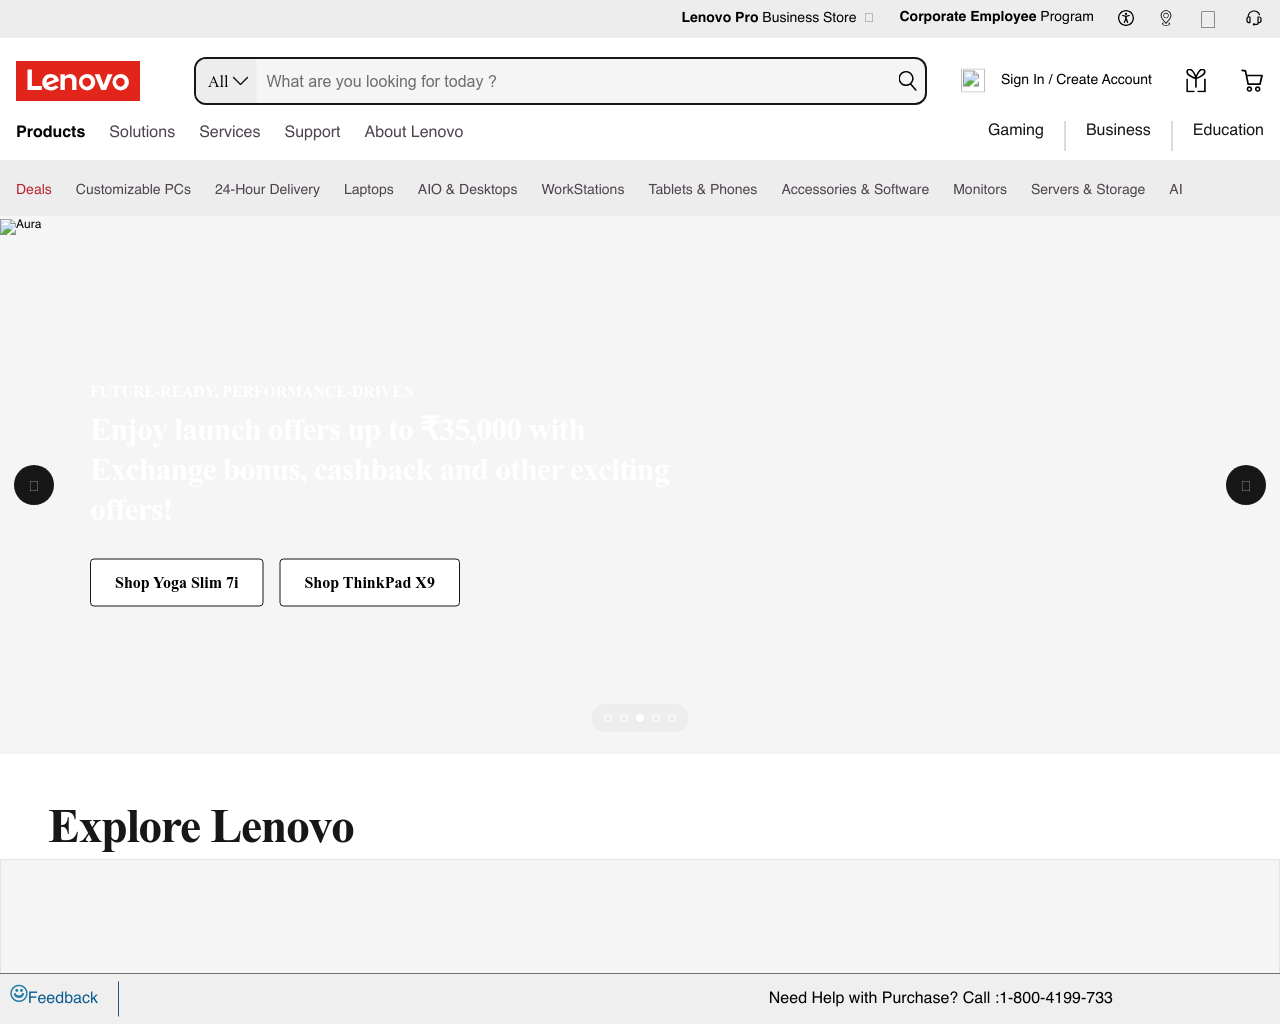 Lenovo Pro Business Store
Corporate Employee Program
Lenovo
All
What are you looking for today ?
Sign In / Create Account
Products
Solutions
Services
Support
About Lenovo
Gaming
Business
Education
Deals
Customizable PCs
24-Hour Delivery
Laptops
AIO & Desktops
WorkStations
Tablets & Phones
Accessories & Software
Monitors
Servers & Storage
AI
Aura
FUTURE-READY, PERFORMANCE-DRIVEN
Enjoy launch offers up to ₹35,000 with
Exchange bonus, cashback and other exciting
offers!
Shop Yoga Slim 7i
Shop ThinkPad X9
Explore Lenovo
Feedback
Need Help with Purchase? Call :1-800-4199-733